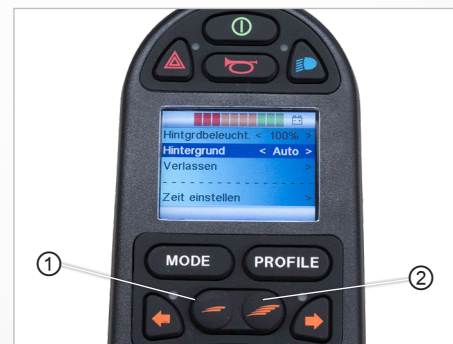 Hintgrdbeleucht. < 100% >
Hintergrund < Auto >
Verlassen >
Zeit einstellen >
MODE PROFILE
①
②